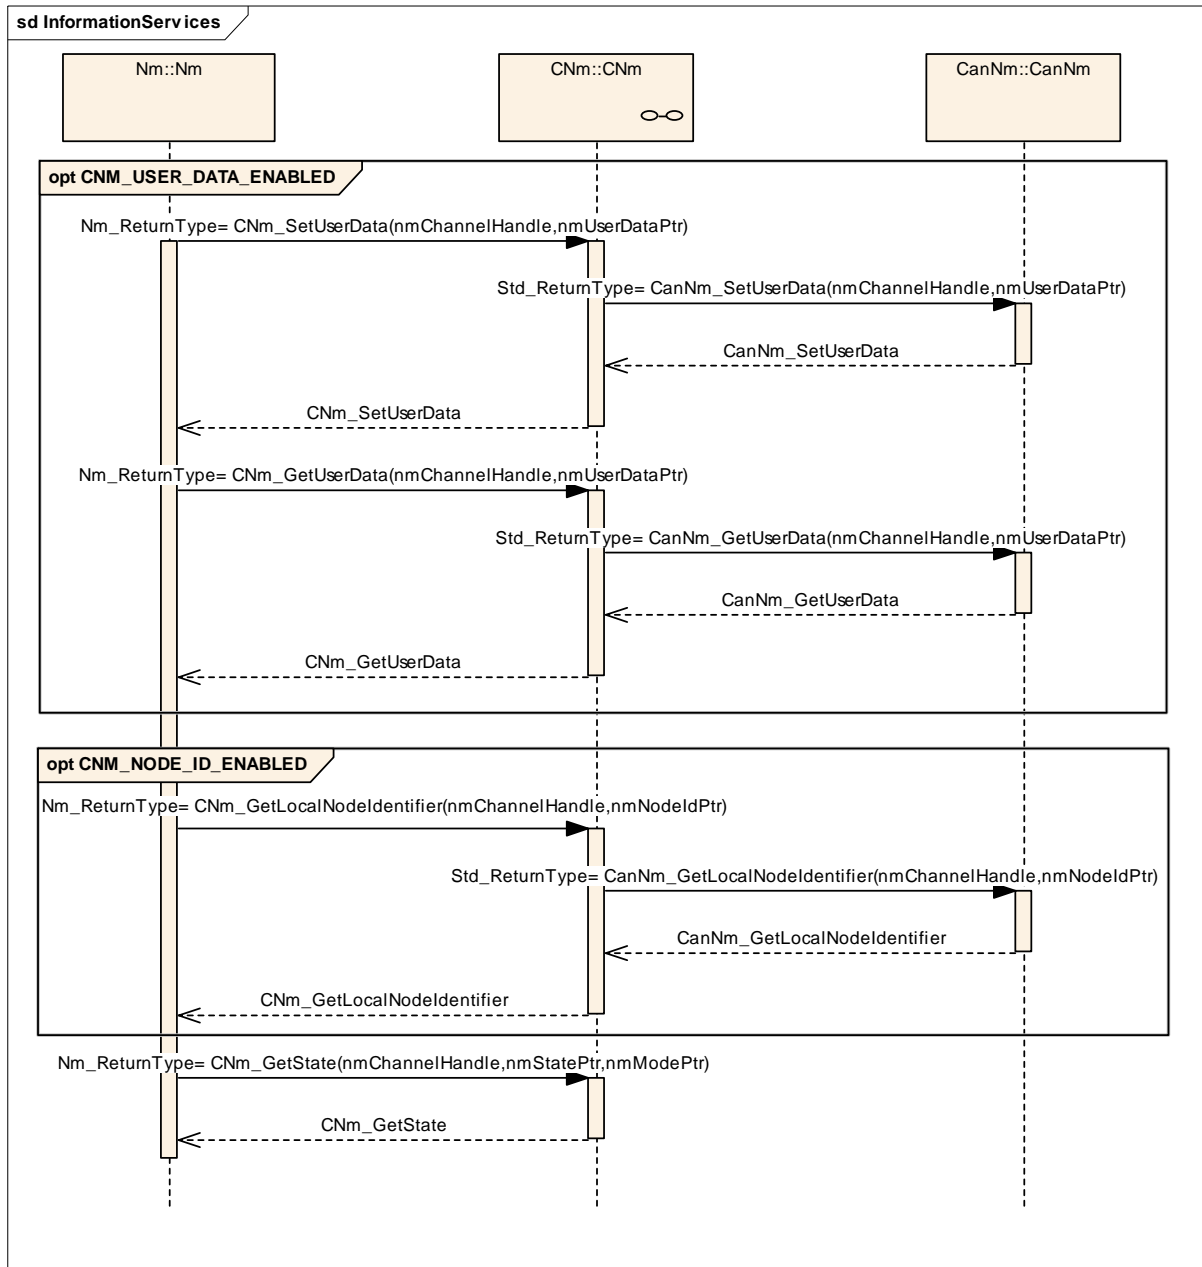 sd InformationServices
Nm::Nm
CNm::CNm
CanNm::CanNm
opt CNM_USER_DATA_ENABLED
Nm_ReturnType= CNm_SetUserData(nmChannelHandle,nmUserDataPtr)
Std_ReturnType= CanNm_SetUserData(nmChannelHandle,nmUserDataPtr)
CanNm_SetUserData
CNm_SetUserData
Nm_ReturnType= CNm_GetUserData(nmChannelHandle,nmUserDataPtr)
Std_ReturnType= CanNm_GetUserData(nmChannelHandle,nmUserDataPtr)
CanNm_GetUserData
CNm_GetUserData
opt CNM_NODE_ID_ENABLED
Nm_ReturnType= CNm_GetLocalNodeIdentifier(nmChannelHandle,nmNodeIdPtr)
Std_ReturnType= CanNm_GetLocalNodeIdentifier(nmChannelHandle,nmNodeIdPtr)
CanNm_GetLocalNodeIdentifier
CNm_GetLocalNodeIdentifier
Nm_ReturnType= CNm_GetState(nmChannelHandle,nmStatePtr,nmModePtr)
CNm_GetState